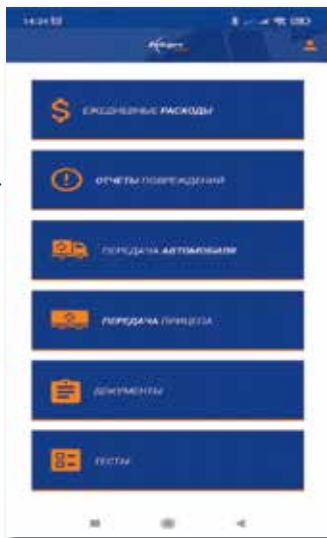 ЕЖЕДНЕВНЫЕ РАСХОДЫ
ОТЧЕТЫ ПОВРЕЖДЕНИЙ
ПЕРЕДАЧА АВТОМОБИЛЯ
ПЕРЕДАЧА ПРИЦЕПА
ДОКУМЕНТЫ
ТЕСТЫ